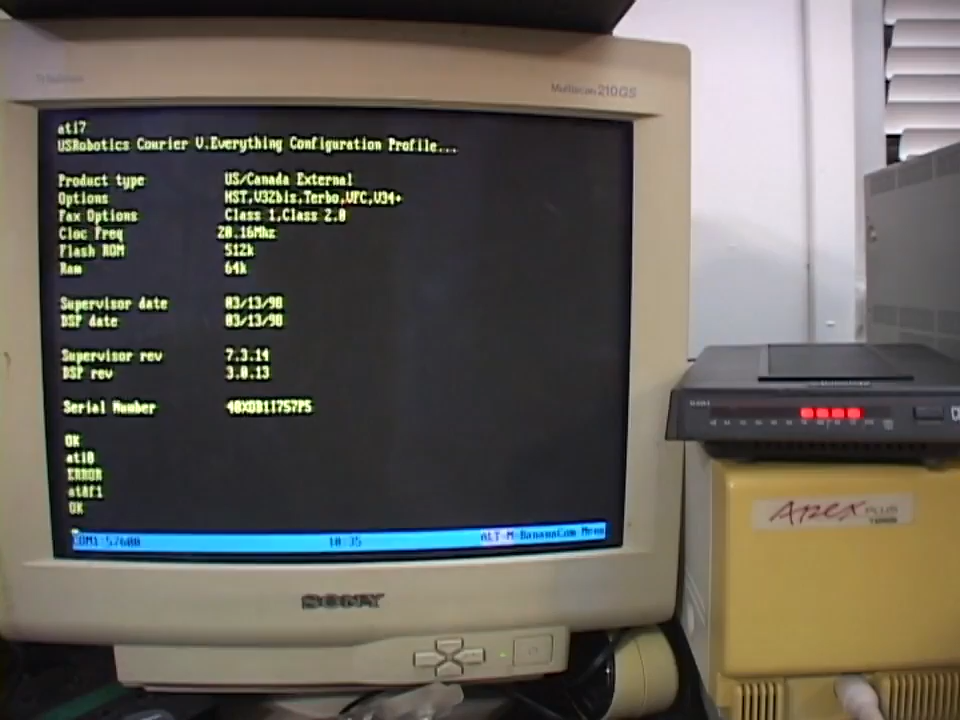 Trinitron
Multiscan 210GS
ati7
USRobotics Courier V.Everything Configuration Profile...
Product type US/Canada External
Options HST,V32bis,Terbo,VFC,V34+
Fax Options Class 1,Class 2.0
Cloc Freq 20.16Mhz
Flash ROM 512k
Ram 64k
Supervisor date 03/13/98
DSP date 03/13/98
Supervisor rev 7.3.14
DSP rev 3.0.13
Serial Number
OK
ati8
ERROR
at&f1
OK
COM1:57600 10:35 ALT-M BananaCom Menu
SONY
Apex PLUS